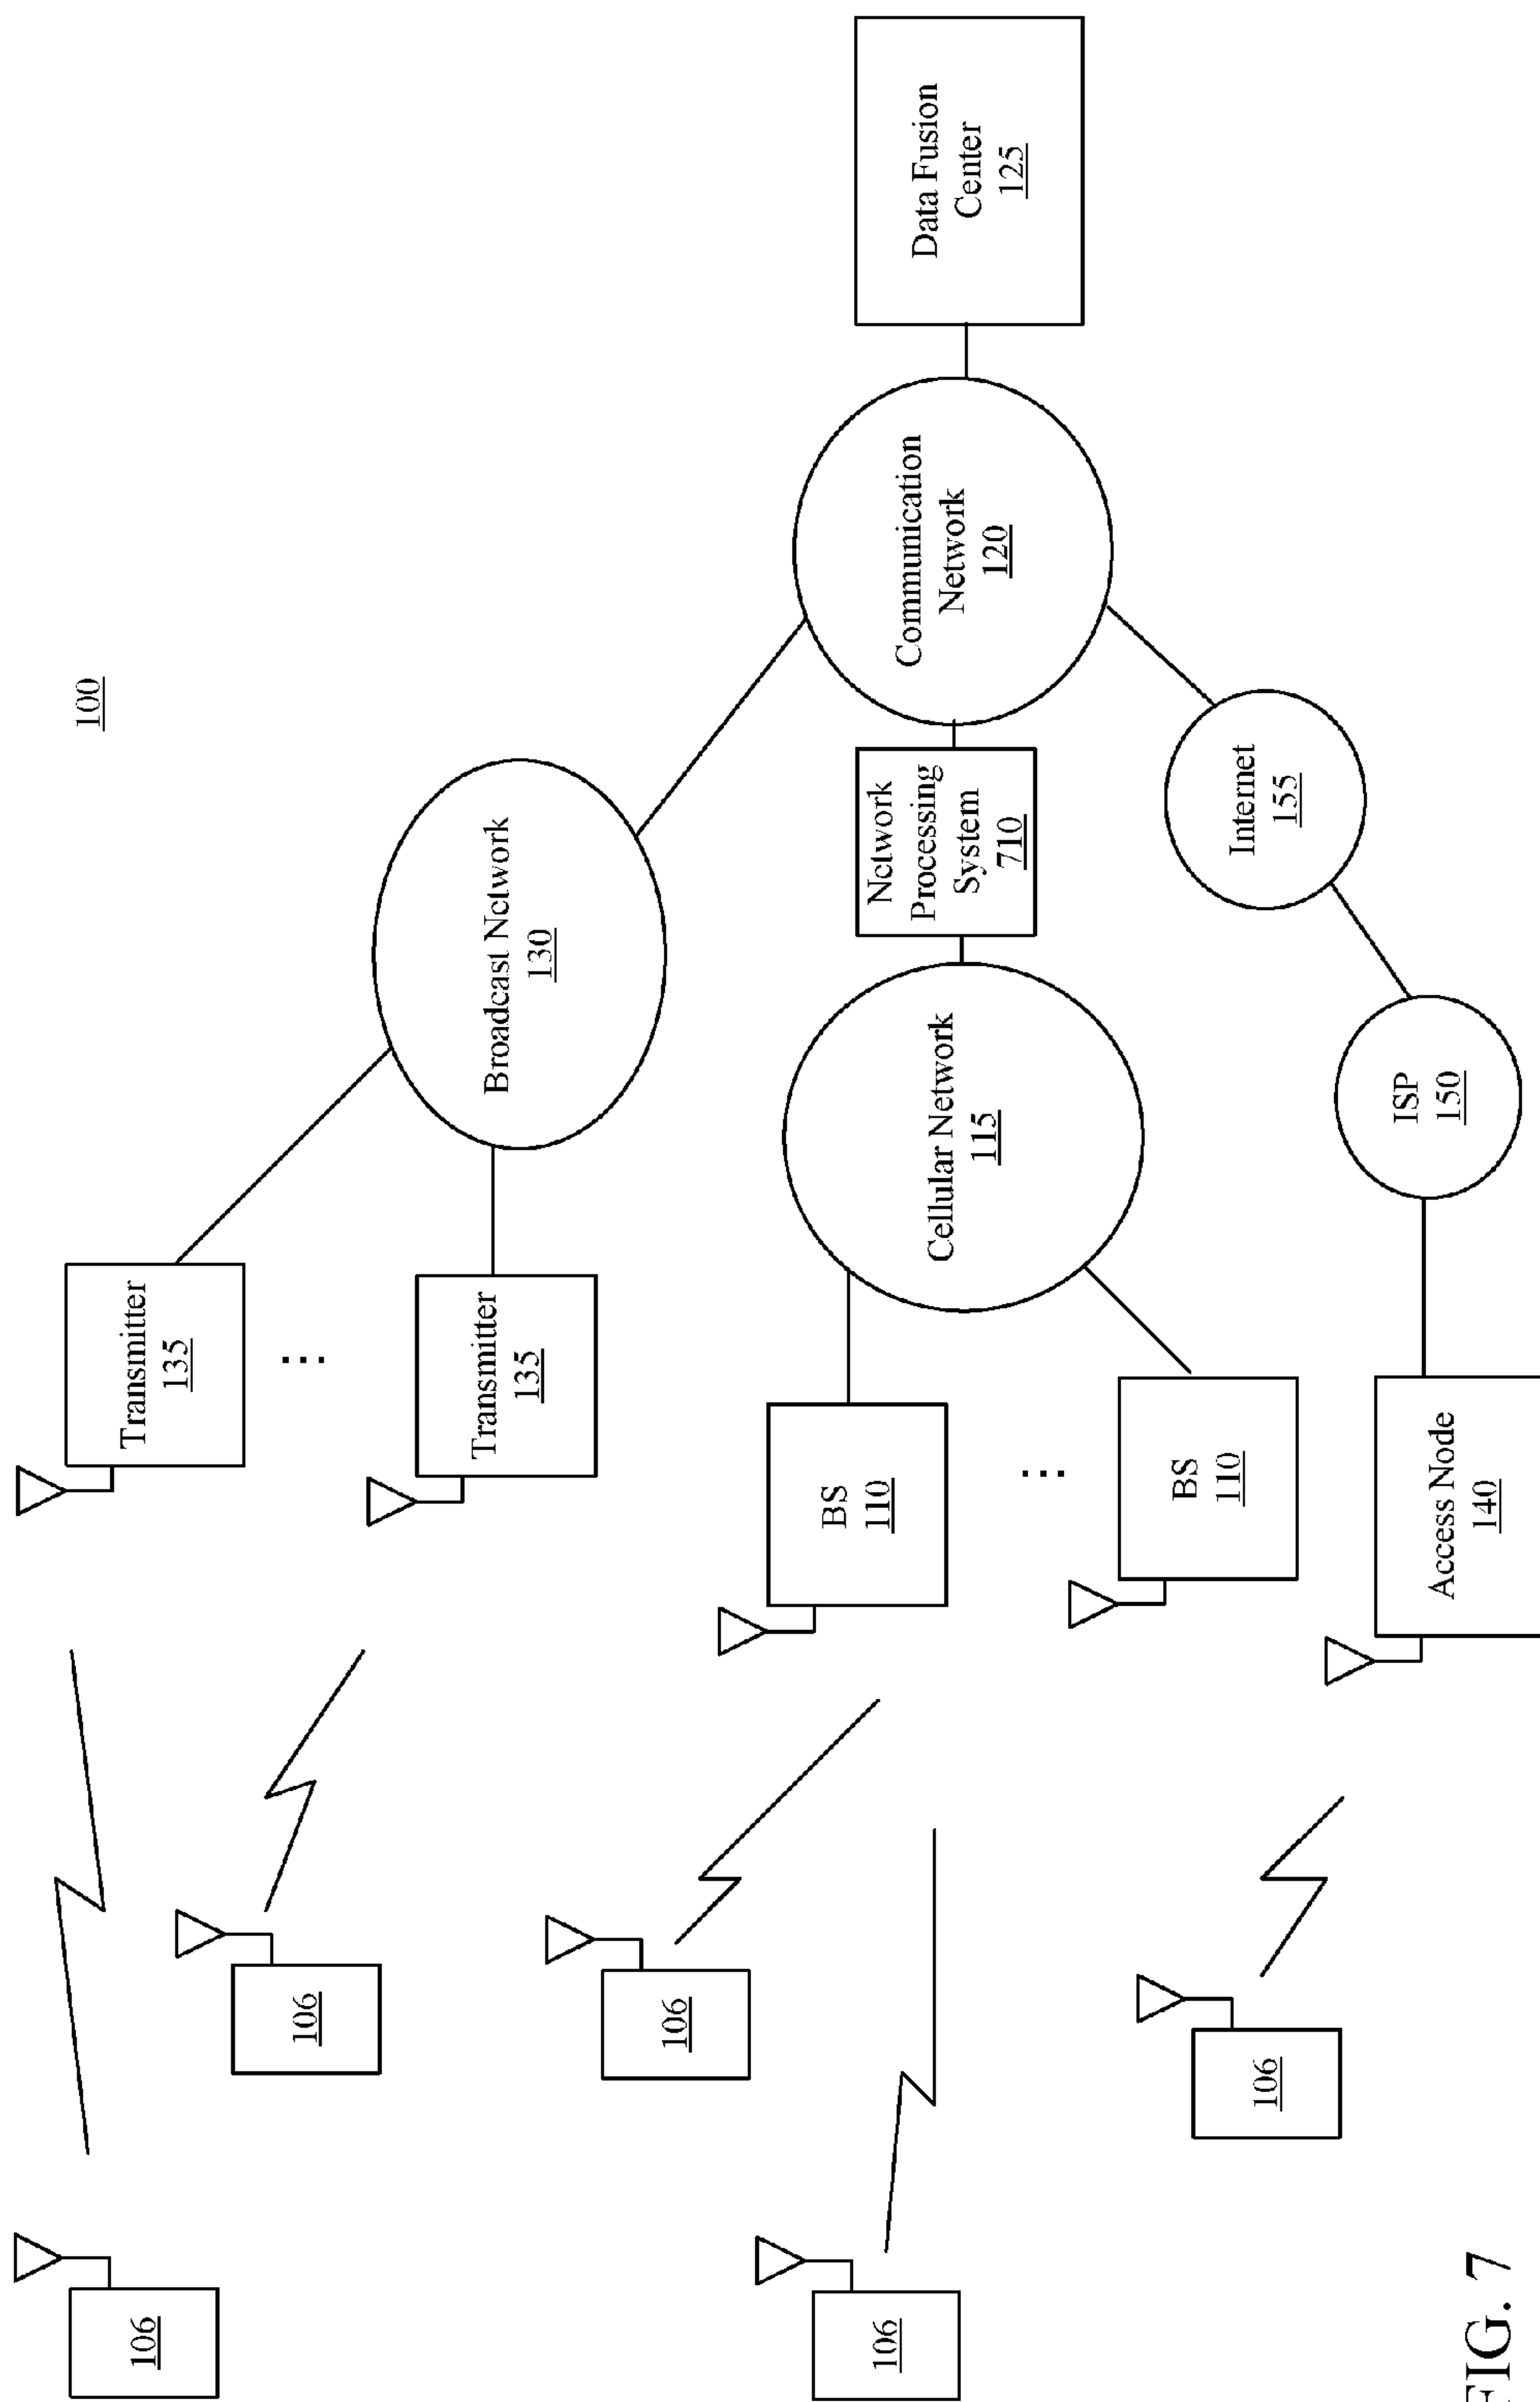 100
Transmitter
135
106
106
Transmitter
135
Broadcast Network
130
106
BS
110
106
Cellular Network
115
Network
Processing
System
710
Communication
Network
120
Data Fusion
Center
125
BS
110
106
Internet
155
Access Node
140
ISP
150
FIG. 7